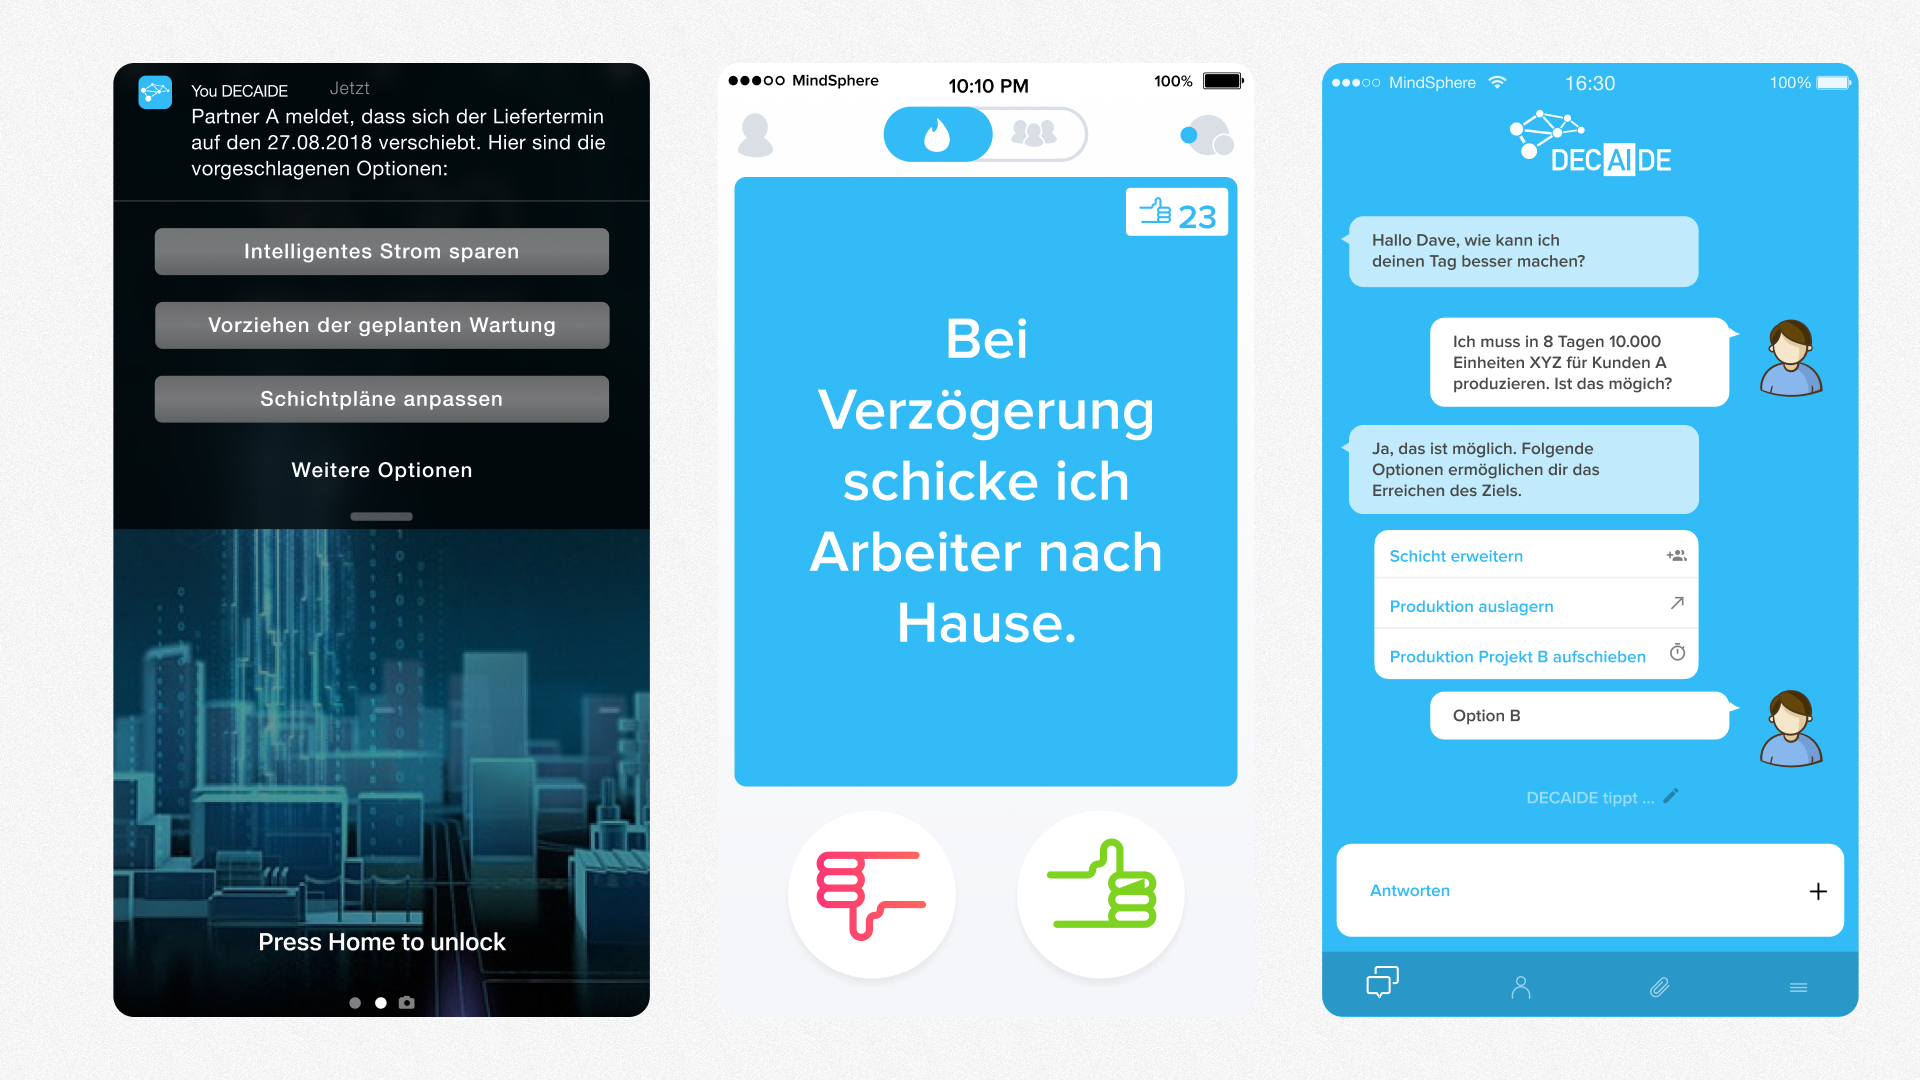 You DECAIDE Jetzt
Partner A meldet, dass sich der Liefertermin
auf den 27.08.2018 verschiebt. Hier sind die
vorgeschlagenen Optionen:
Intelligentes Strom sparen
Vorziehen der geplanten Wartung
Schichtpläne anpassen
Weitere Optionen
Press Home to unlock
MindSphere 10:10 PM 100%
23
Bei
Verzögerung
schicke ich
Arbeiter nach
Hause.
MindSphere 16:30 100%
DECAIDE
Hallo Dave, wie kann ich
deinen Tag besser machen?
Ich muss in 8 Tagen 10.000
Einheiten XYZ für Kunden A
produzieren. Ist das mögich?
Ja, das ist möglich. Folgende
Optionen ermöglichen dir das
Erreichen des Ziels.
Schicht erweitern
Produktion auslagern
Produktion Projekt B aufschieben
Option B
DECAIDE tippt ...
Antworten